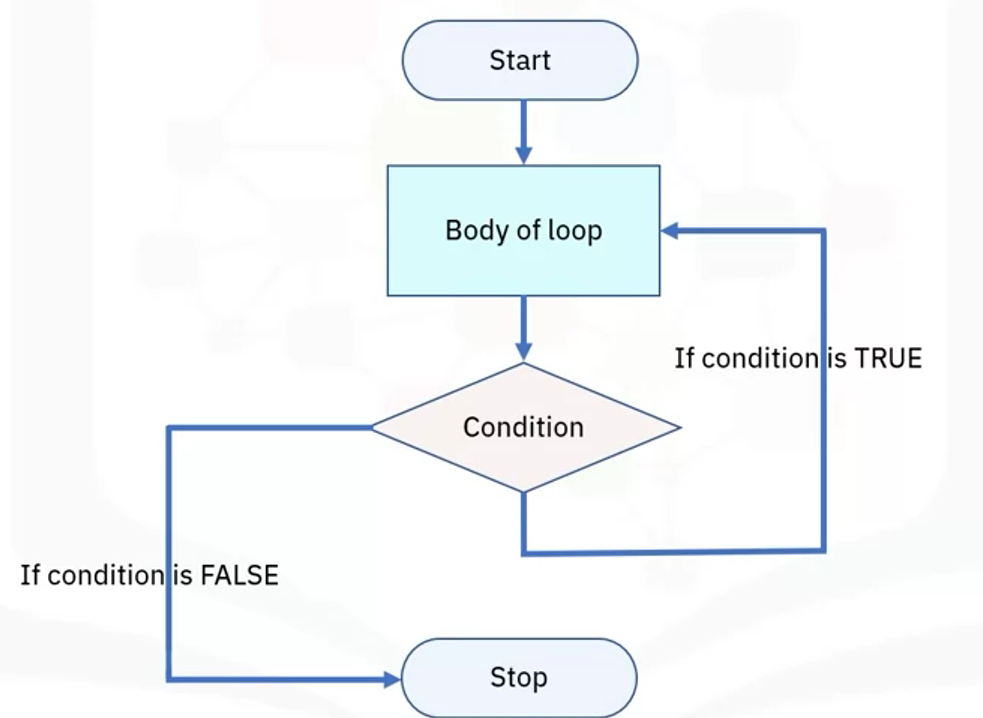 Start
Body of loop
If condition is TRUE
Condition
If condition is FALSE
Stop